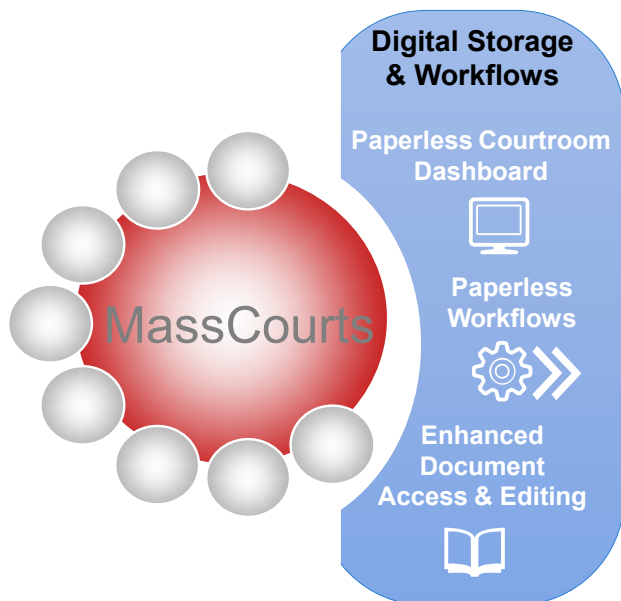 Digital Storage
& Workflows
Paperless Courtroom
Dashboard
MassCourts
Paperless
Workflows
Enhanced
Document
Access & Editing